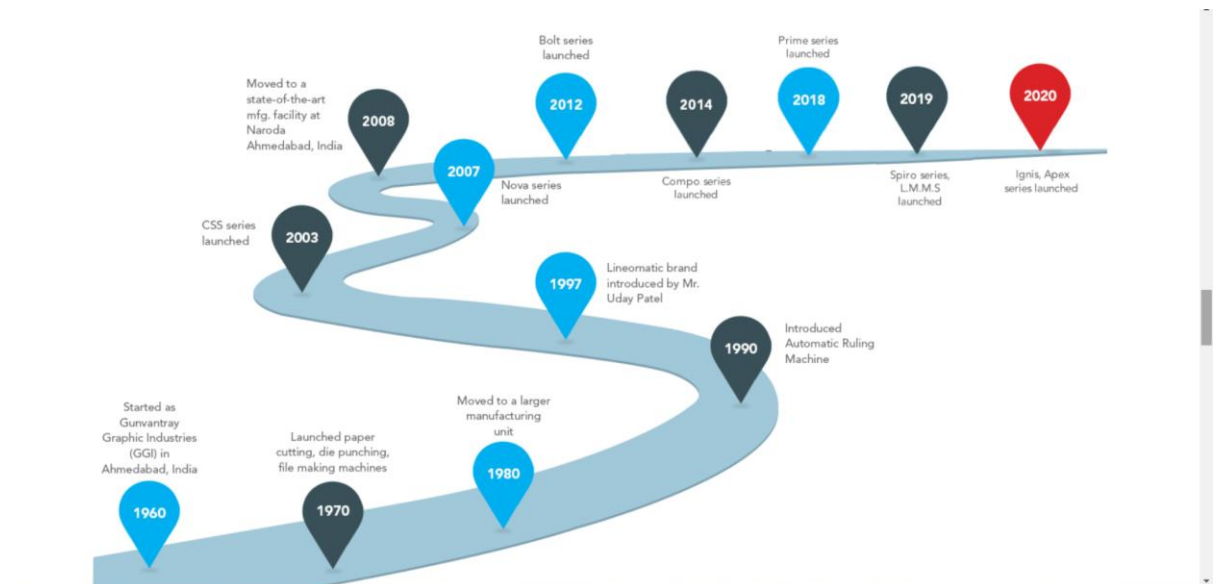 Bolt series
launched
2012
Prime series
launched
2018
2014
Compo series
launched
2019
Spiro series,
L.M.M.S
launched
2020
Ignis, Apex
series launched
Moved to a
state-of-the-art
mfg. facility at
Naroda
Ahmedabad, India
2008
2007
Nova series
launched
CSS series
launched
2003
1997
Lineomatic brand
introduced by Mr.
Uday Patel
1990
Introduced
Automatic Ruling
Machine
Started as
Gunvantray
Graphic Industries
(GGI) in
Ahmedabad, India
1960
Launched paper
cutting, die punching,
file making machines
1970
Moved to a larger
manufacturing
unit
1980